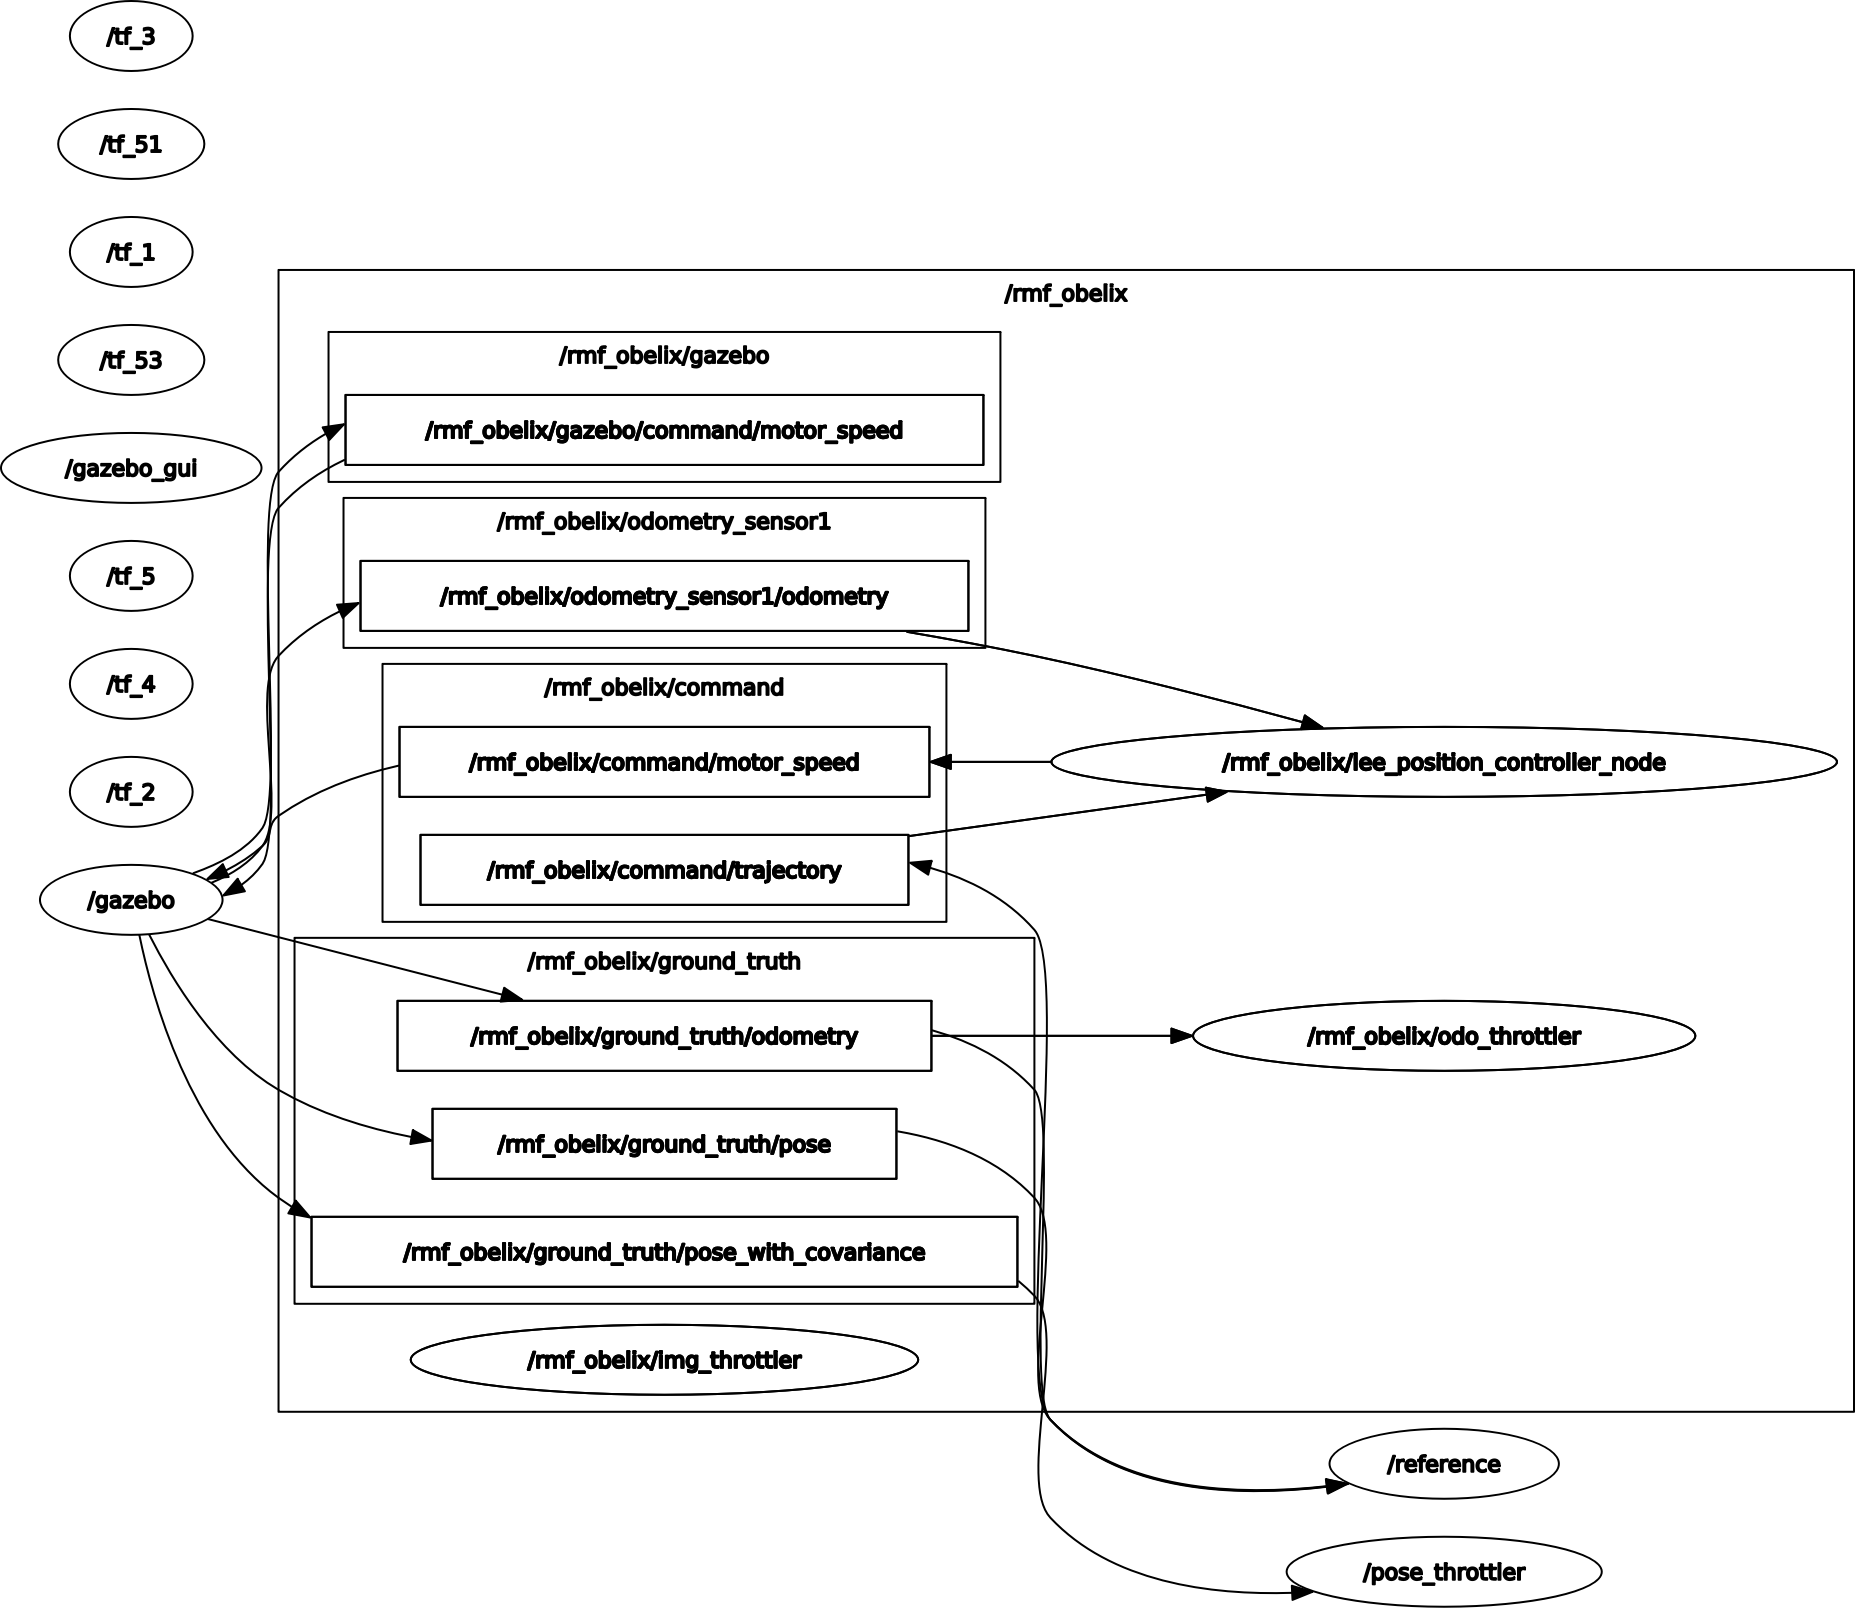 /tf_3
/tf_51
/tf_1
/tf_53
/gazebo_gui
/tf_5
/tf_4
/tf_2
/gazebo
/rmf_obelix
/rmf_obelix/gazebo
/rmf_obelix/gazebo/command/motor_speed
/rmf_obelix/odometry_sensor1
/rmf_obelix/odometry_sensor1/odometry
/rmf_obelix/command
/rmf_obelix/command/motor_speed
/rmf_obelix/command/trajectory
/rmf_obelix/ground_truth
/rmf_obelix/ground_truth/odometry
/rmf_obelix/ground_truth/pose
/rmf_obelix/ground_truth/pose_with_covariance
/rmf_obelix/img_throttler
/rmf_obelix/lee_position_controller_node
/rmf_obelix/odo_throttler
/reference
/pose_throttler